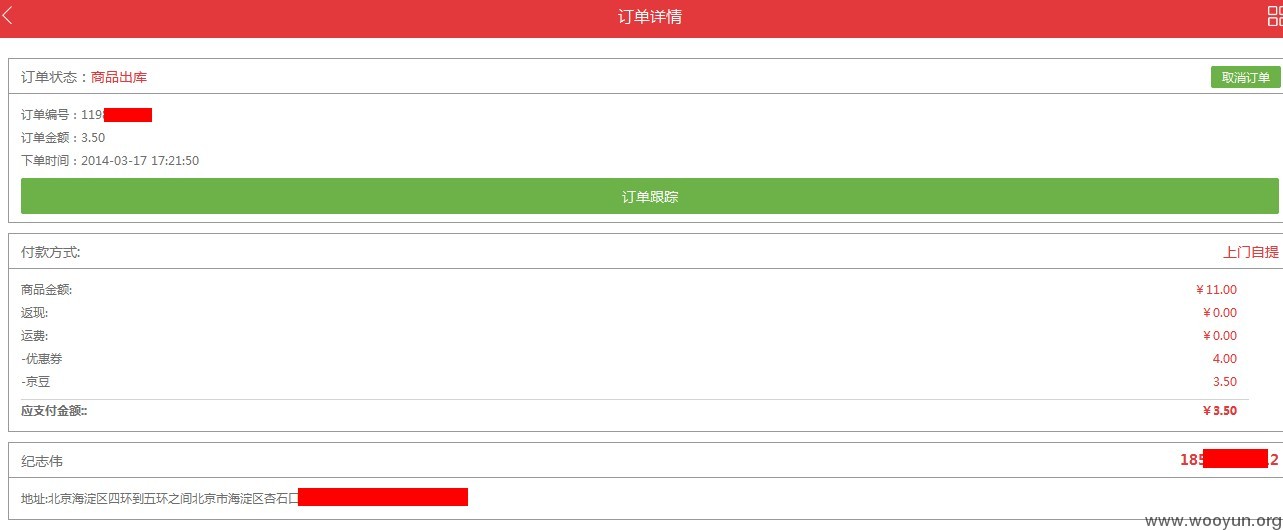 订单详情
订单状态：商品出库
取消订单
订单编号：119
订单金额：3.50
下单时间：2014-03-17 17:21:50
订单跟踪
付款方式:
上门自提
商品金额: ￥11.00
返现: ￥0.00
运费: ￥0.00
-优惠券 4.00
-京豆 3.50
应支付金额:: ￥3.50
纪志伟 185 2
地址:北京海淀区四环到五环之间北京市海淀区杏石口
www.wooyun.org